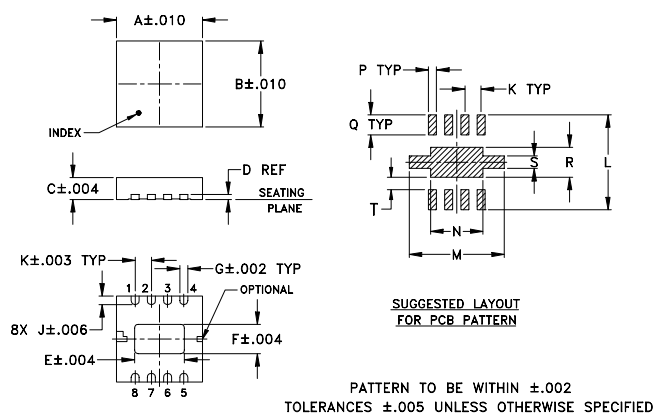 A±.010
B±.010
INDEX
D REF
C±.004
SEATING
PLANE
K±.003 TYP
G±.002 TYP
1 2 3 4
OPTIONAL
8X J±.006
F±.004
E±.004
8 7 6 5
P TYP
K TYP
Q TYP
S
R
L
T
N
M
SUGGESTED LAYOUT
FOR PCB PATTERN
PATTERN TO BE WITHIN ±.002
TOLERANCES ±.005 UNLESS OTHERWISE SPECIFIED